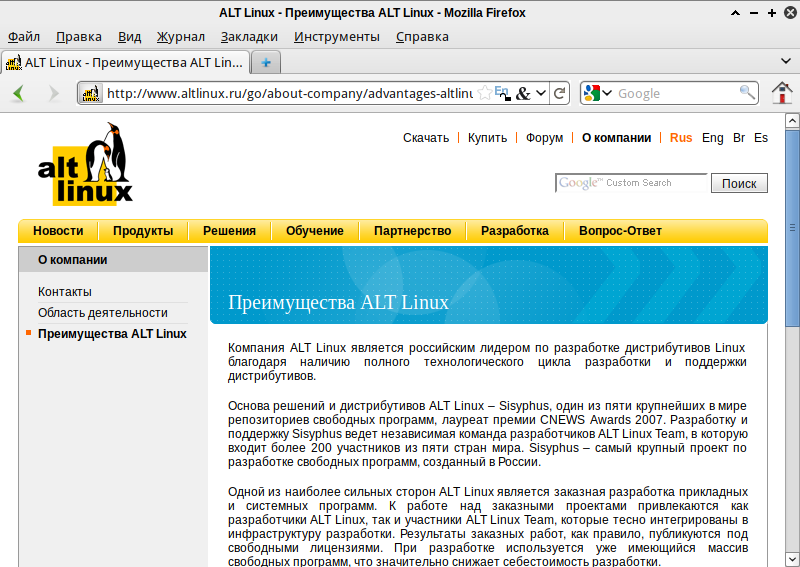 ALT Linux - Преимущества ALT Linux - Mozilla Firefox
Файл Правка Вид Журнал Закладки Инструменты Справка
ALT Linux - Преимущества ALT Lin...
http://www.altlinux.ru/go/about-company/advantages-altlinu
En & Google
alt linux
Скачать | Купить | Форум | О компании | Rus Eng Br Es
Google™ Custom Search Поиск
Новости Продукты Решения Обучение Партнерство Разработка Вопрос-Ответ
О компании
Контакты
Область деятельности
Преимущества ALT Linux
Преимущества ALT Linux
Компания ALT Linux является российским лидером по разработке дистрибутивов Linux
благодаря наличию полного технологического цикла разработки и поддержки
дистрибутивов.
Основа решений и дистрибутивов ALT Linux – Sisyphus, один из пяти крупнейших в мире
репозиториев свободных программ, лауреат премии CNEWS Awards 2007. Разработку и
поддержку Sisyphus ведет независимая команда разработчиков ALT Linux Team, в которую
входит более 200 участников из пяти стран мира. Sisyphus – самый крупный проект по
разработке свободных программ, созданный в России.
Одной из наиболее сильных сторон ALT Linux является заказная разработка прикладных
и системных программ. К работе над заказными проектами привлекаются как
разработчики ALT Linux, так и участники ALT Linux Team, которые тесно интегрированы в
инфраструктуру разработки. Результаты заказных работ, как правило, публикуются под
свободными лицензиями. При разработке используется уже имеющийся массив
свободных программ, что значительно снижает себестоимость разработки.